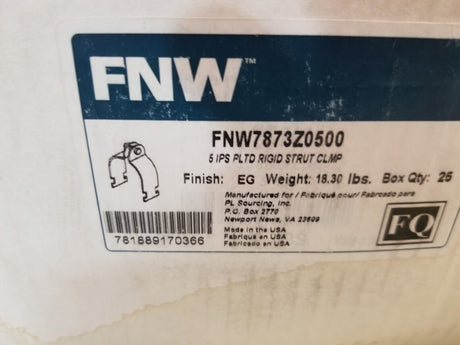 FNW™
FNW7873Z0500
5 IPS PLTD RIGID STRUT CLMP
Finish: EG Weight: 18.30 lbs. Box Qty: 25
Manufactured for / Fabriqué pour/ Fabricado para
PL Sourcing, Inc.
P.O. Box 2770
Newport News, VA 23609
Made in the USA
Fabriqué en USA
Fabricado en USA
781889170366
FQ